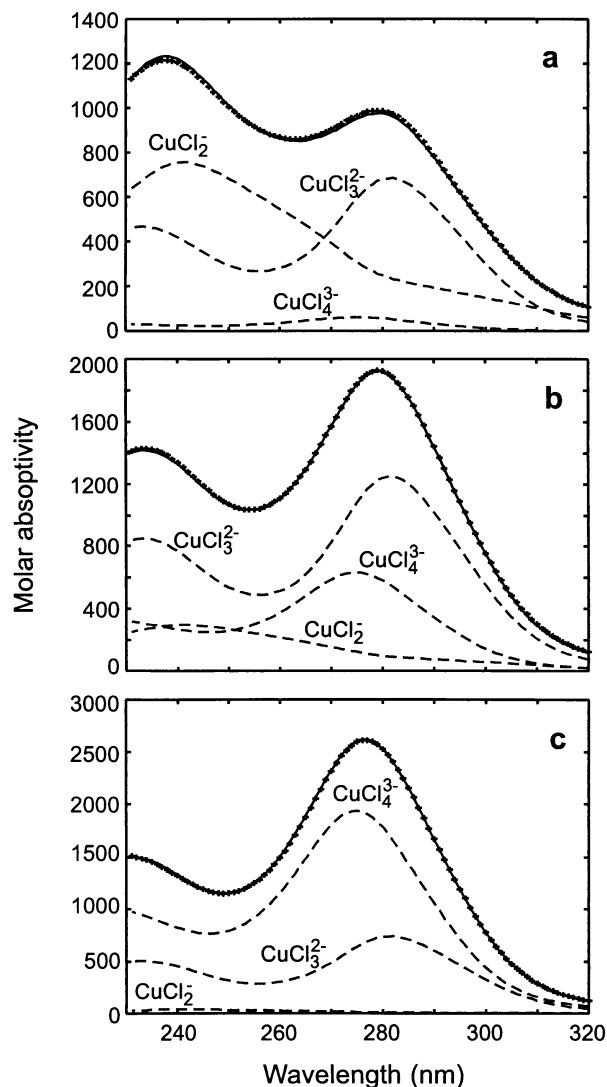 Molar absoptivity
a
1400
1200
1000
800
600
400
200
0
CuCl₂⁻
CuCl₃²⁻
CuCl₄³⁻
b
2000
1600
1200
800
400
0
CuCl₃²⁻
CuCl₄³⁻
CuCl₂⁻
c
3000
2500
2000
1500
1000
500
0
CuCl₄³⁻
CuCl₃²⁻
CuCl₂⁻
240 260 280 300 320
Wavelength (nm)